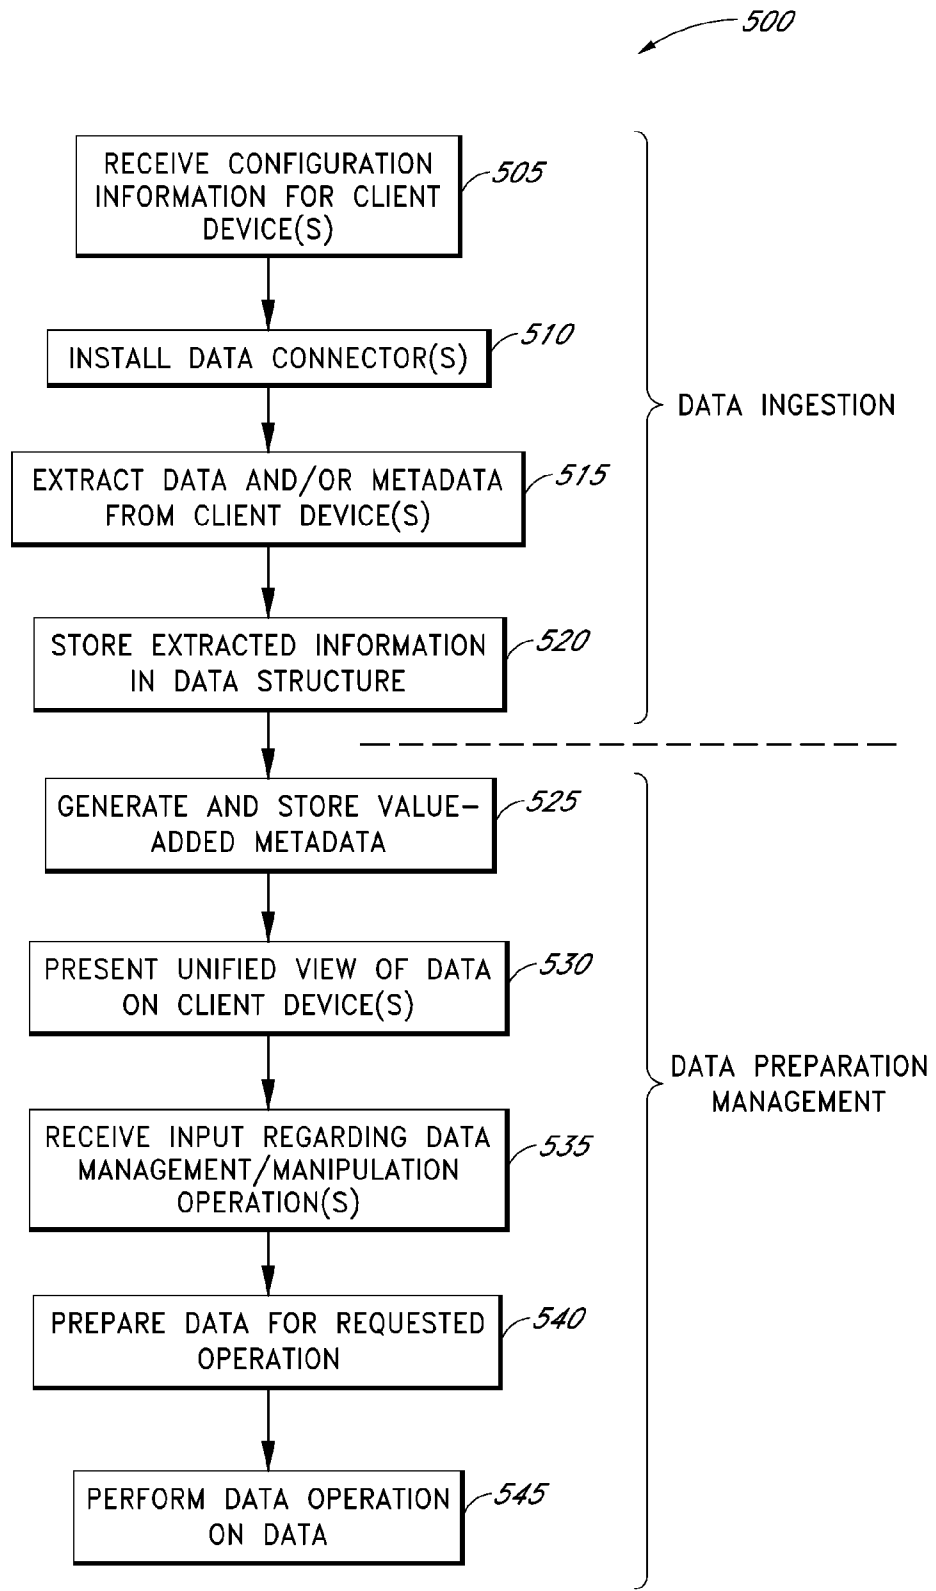 500
RECEIVE CONFIGURATION
INFORMATION FOR CLIENT
DEVICE(S)
505
INSTALL DATA CONNECTOR(S)
510
DATA INGESTION
EXTRACT DATA AND/OR METADATA
FROM CLIENT DEVICE(S)
515
STORE EXTRACTED INFORMATION
IN DATA STRUCTURE
520
GENERATE AND STORE VALUE-
ADDED METADATA
525
PRESENT UNIFIED VIEW OF DATA
ON CLIENT DEVICE(S)
530
DATA PREPARATION
MANAGEMENT
RECEIVE INPUT REGARDING DATA
MANAGEMENT/MANIPULATION
OPERATION(S)
535
PREPARE DATA FOR REQUESTED
OPERATION
540
PERFORM DATA OPERATION
ON DATA
545